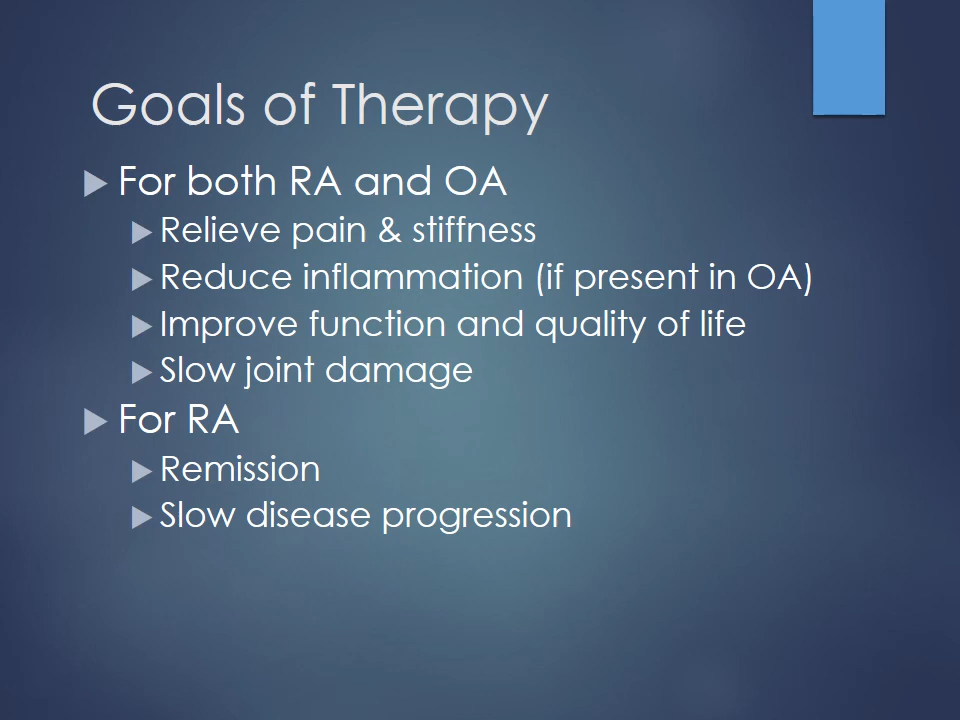 Goals of Therapy
For both RA and OA
Relieve pain & stiffness
Reduce inflammation (if present in OA)
Improve function and quality of life
Slow joint damage
For RA
Remission
Slow disease progression